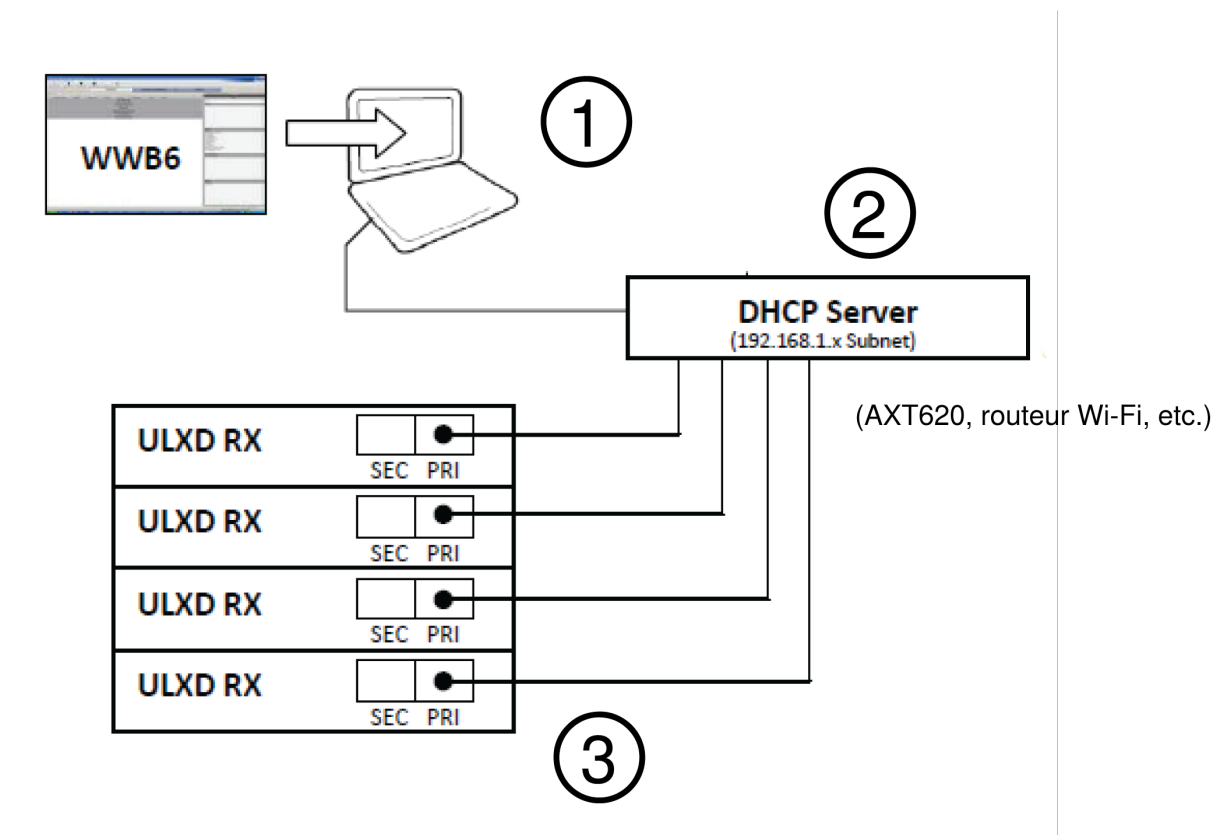 WWB6
1
2
DHCP Server
(192.168.1.x Subnet)
(AXT620, routeur Wi-Fi, etc.)
ULXD RX
SEC PRI
ULXD RX
SEC PRI
ULXD RX
SEC PRI
ULXD RX
SEC PRI
3